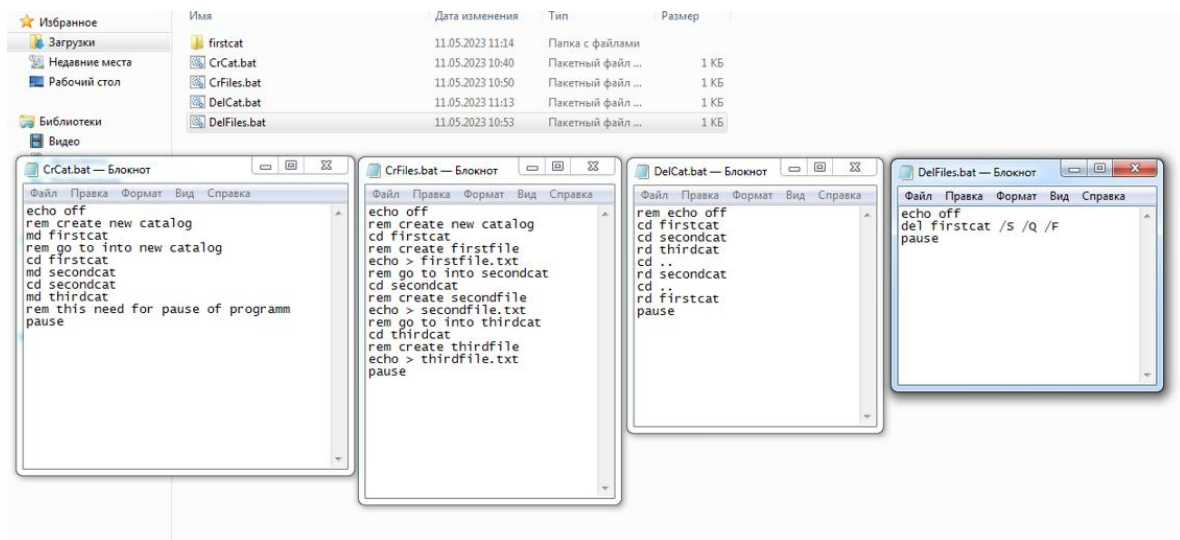 Избранное
Загрузки
Недавние места
Рабочий стол
Библиотеки
Видео
Имя Дата изменения Тип Размер
firstcat 11.05.2023 11:14 Папка с файлами
CrCat.bat 11.05.2023 10:40 Пакетный файл ... 1 КБ
CrFiles.bat 11.05.2023 10:50 Пакетный файл ... 1 КБ
DelCat.bat 11.05.2023 11:13 Пакетный файл ... 1 КБ
DelFiles.bat 11.05.2023 10:53 Пакетный файл ... 1 КБ
CrCat.bat — Блокнот
Файл Правка Формат Вид Справка
echo off
rem create new catalog
md firstcat
rem go to into new catalog
cd firstcat
md secondcat
cd secondcat
md thirdcat
rem this need for pause of programm
pause
CrFiles.bat — Блокнот
Файл Правка Формат Вид Справка
echo off
rem create new catalog
cd firstcat
rem create firstfile
echo > firstfile.txt
rem go to into secondcat
cd secondcat
rem create secondfile
echo > secondfile.txt
rem go to into thirdcat
cd thirdcat
rem create thirdfile
echo > thirdfile.txt
pause
DelCat.bat — Блокнот
Файл Правка Формат Вид Справка
rem echo off
cd firstcat
cd secondcat
rd thirdcat
cd ..
rd secondcat
cd ..
rd firstcat
pause
DelFiles.bat — Блокнот
Файл Правка Формат Вид Справка
echo off
del firstcat /S /Q /F
pause